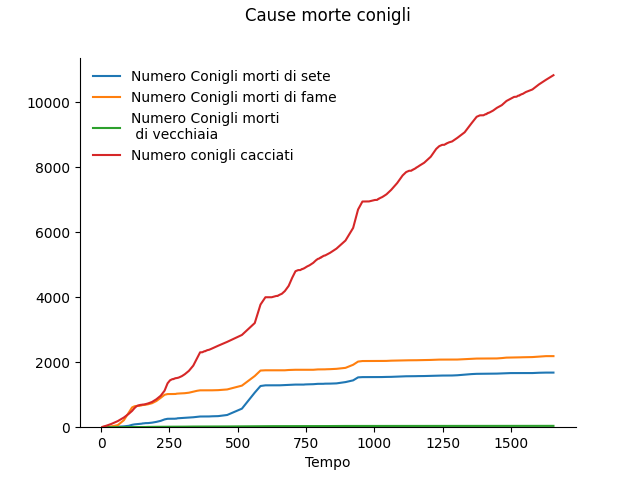 Cause morte conigli
Numero Conigli morti di sete
Numero Conigli morti di fame
Numero Conigli morti
di vecchiaia
Numero conigli cacciati
10000
8000
6000
4000
2000
0
0 250 500 750 1000 1250 1500
Tempo